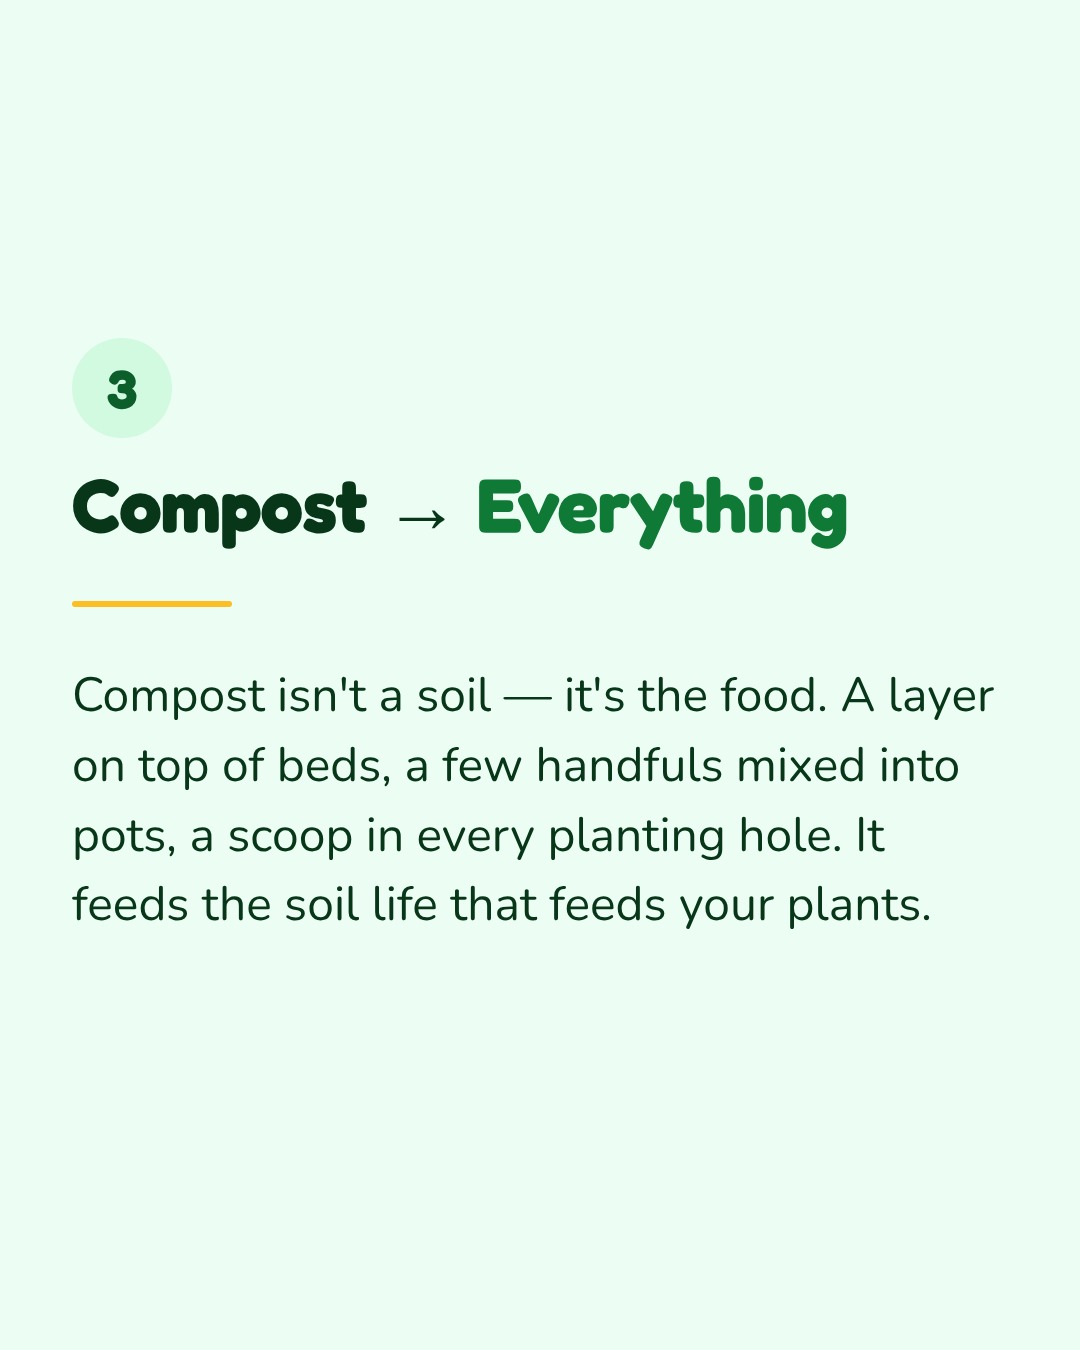 3
Compost → Everything
Compost isn't a soil — it's the food. A layer
on top of beds, a few handfuls mixed into
pots, a scoop in every planting hole. It
feeds the soil life that feeds your plants.